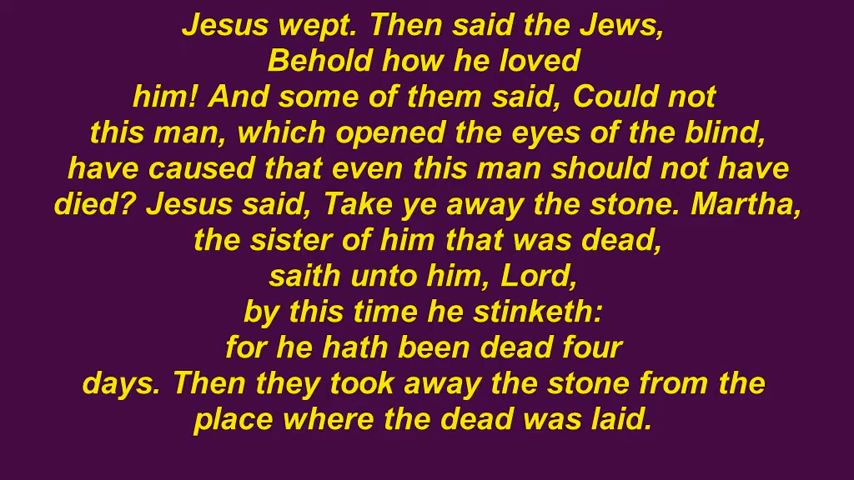 Jesus wept. Then said the Jews,
Behold how he loved
him! And some of them said, Could not
this man, which opened the eyes of the blind,
have caused that even this man should not have
died? Jesus said, Take ye away the stone. Martha,
the sister of him that was dead,
saith unto him, Lord,
by this time he stinketh:
for he hath been dead four
days. Then they took away the stone from the
place where the dead was laid.